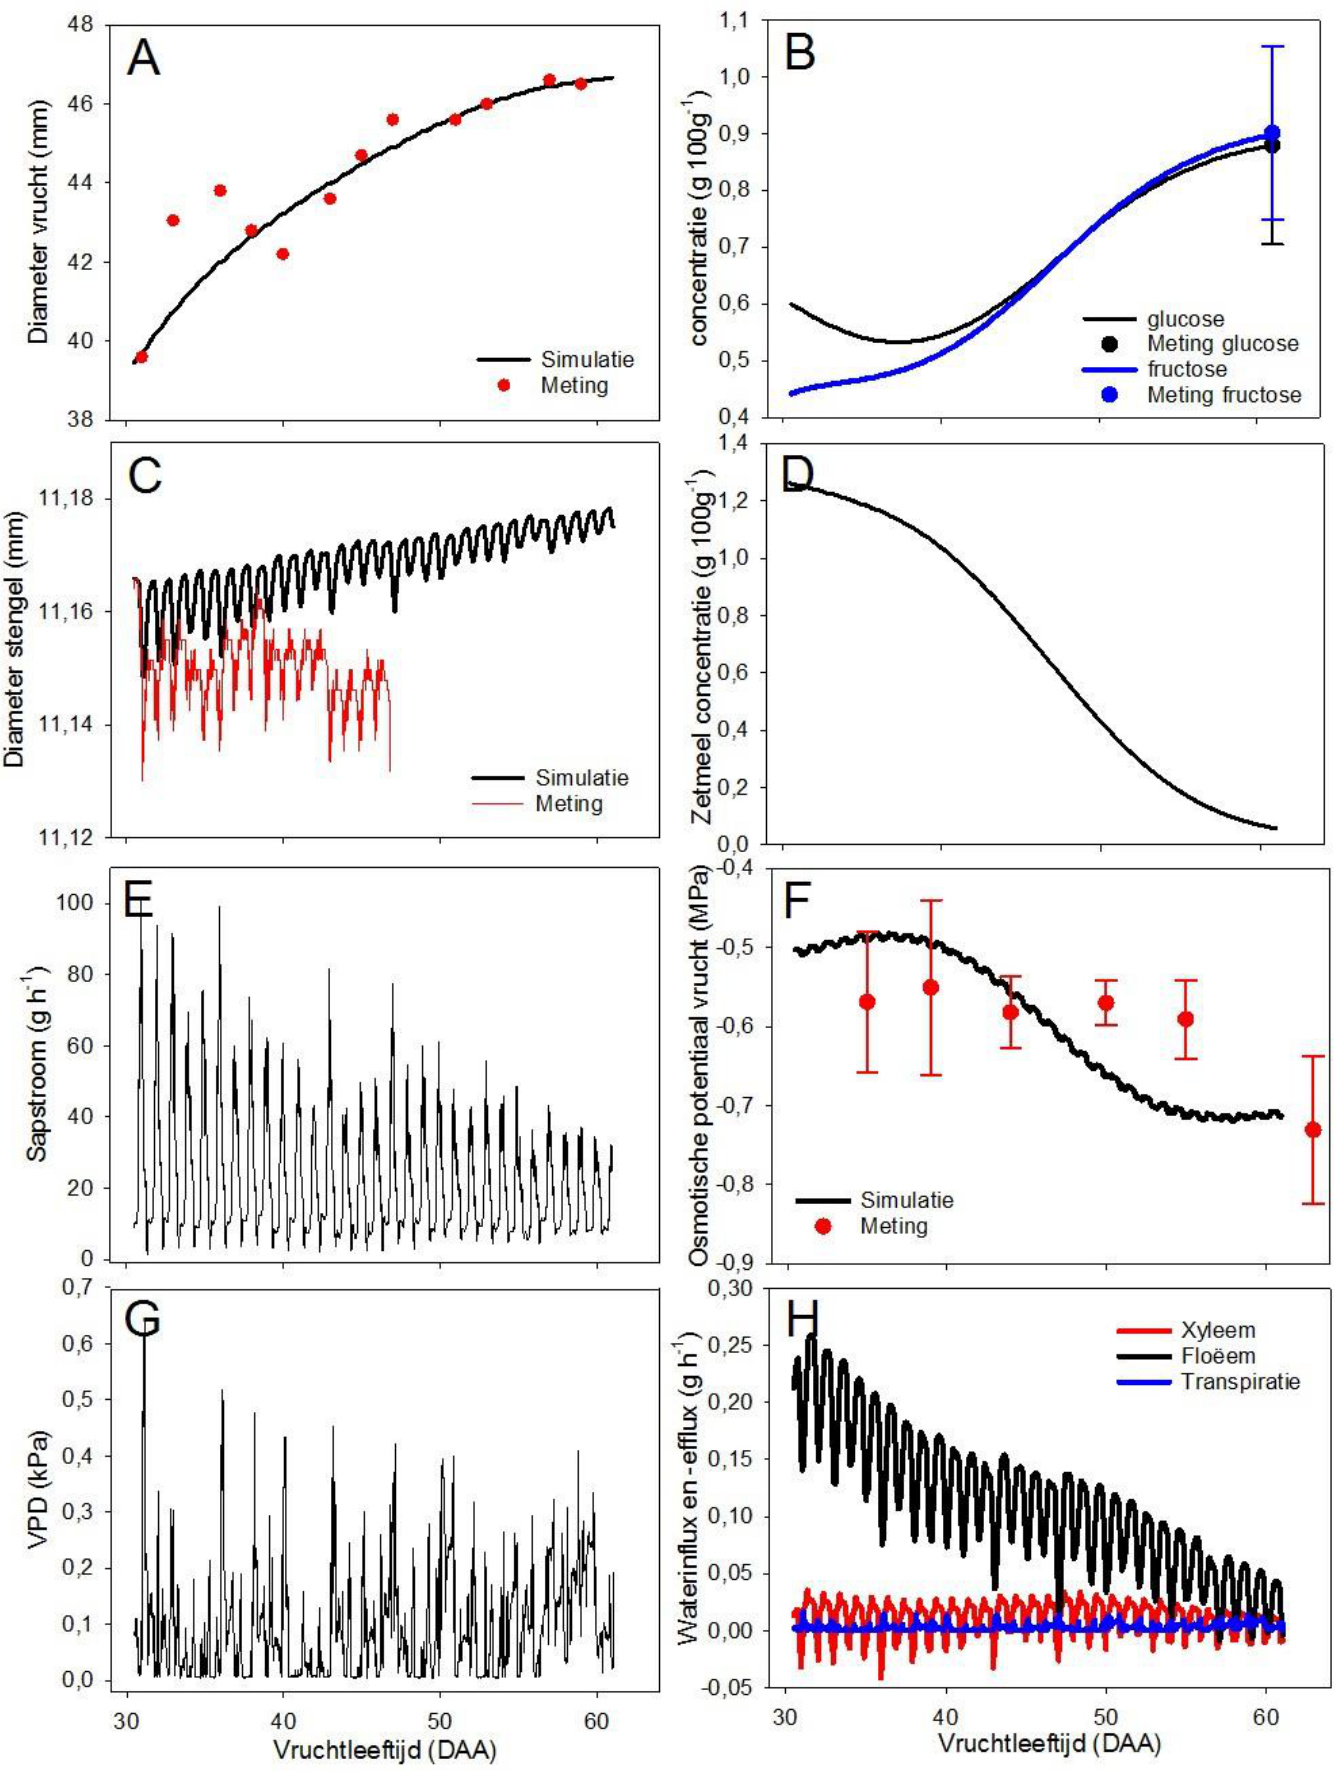 A
Diameter vrucht (mm)
48
46
44
42
40
38
Simulatie
Meting
B
concentratie (g 100g-1)
1,1
1,0
0,9
0,8
0,7
0,6
0,5
0,4
glucose
Meting glucose
fructose
Meting fructose
C
Diameter stengel (mm)
11,18
11,16
11,14
11,12
Simulatie
Meting
D
Zetmeel concentratie (g 100g-1)
1,4
1,2
1,0
0,8
0,6
0,4
0,2
0,0
E
Sapstroom (g h-1)
100
80
60
40
20
0
F
Osmotische potentiaal vrucht (MPa)
-0,4
-0,5
-0,6
-0,7
-0,8
-0,9
Simulatie
Meting
G
VPD (kPa)
0,7
0,6
0,5
0,4
0,3
0,2
0,1
0,0
30 40 50 60
Vruchtleeftijd (DAA)
H
Waterinflux en -efflux (g h-1)
0,30
0,25
0,20
0,15
0,10
0,05
0,00
-0,05
Xyleem
Floëem
Transpiratie
30 40 50 60
Vruchtleeftijd (DAA)